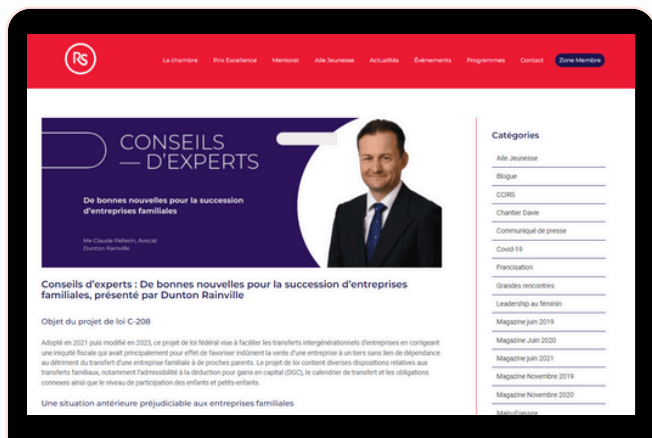 RS
La chambre Prix Excellence Mentorat Aile Jeunesse Actualités Événements Programmes Contact Zone Membre
CONSEILS
— D'EXPERTS
De bonnes nouvelles pour la succession
d'entreprises familiales
Me Claude Pellerin, Avocat
Dunton Rainville
Conseils d'experts : De bonnes nouvelles pour la succession d'entreprises
familiales, présenté par Dunton Rainville
Objet du projet de loi C-208
Adopté en 2021 puis modifié en 2023, ce projet de loi fédéral vise à faciliter les transferts intergénérationnels d'entreprises en corrigeant
une iniquité fiscale qui avait principalement pour effet de favoriser indûment la vente d'une entreprise à un tiers sans lien de dépendance
au détriment du transfert d'une entreprise familiale à de proches parents. Le projet de loi contient diverses dispositions relatives aux
transferts familiaux, notamment l'admissibilité à la déduction pour gains en capital (DGC), le calendrier de transfert et les obligations
connexes ainsi que le niveau de participation des enfants et petits-enfants.
Une situation antérieure préjudiciable aux entreprises familiales
Catégories
Aile Jeunesse
Blogue
CCIRS
Chantier Davie
Communiqué de presse
Covid-19
Francisation
Grandes rencontres
Leadership au féminin
Magazine juin 2019
Magazine Juin 2020
Magazine juin 2021
Magazine Novembre 2019
Magazine Novembre 2020
Main-d'oeuvre